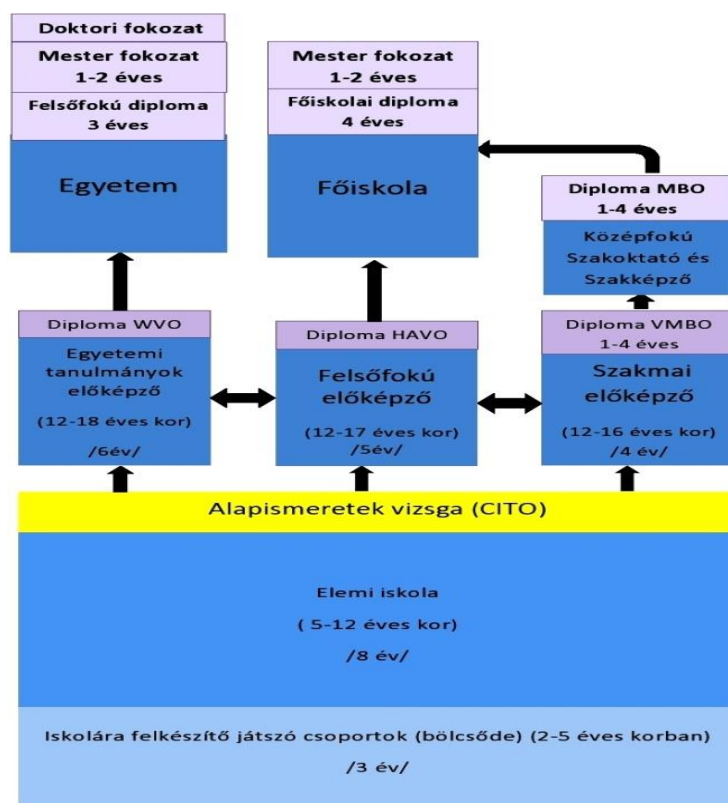 Doktori fokozat
Mester fokozat
1-2 éves
Felsőfokú diploma
3 éves
Egyetem
Mester fokozat
1-2 éves
Főiskolai diploma
4 éves
Főiskola
Diploma MBO
1-4 éves
Középfokú
Szakoktató és
Szakképző
Diploma WVO
Egyetemi
tanulmányok
előképző
(12-18 éves kor)
/6év/
Diploma HAVO
Felsőfokú
előképző
(12-17 éves kor)
/5év/
Diploma VMBO
1-4 éves
Szakmai
előképző
(12-16 éves kor)
/4 év/
Alapismeretek vizsga (CITO)
Elemi iskola
( 5-12 éves kor)
/8 év/
Iskolára felkészítő játszó csoportok (bölcsőde) (2-5 éves korban)
/3 év/